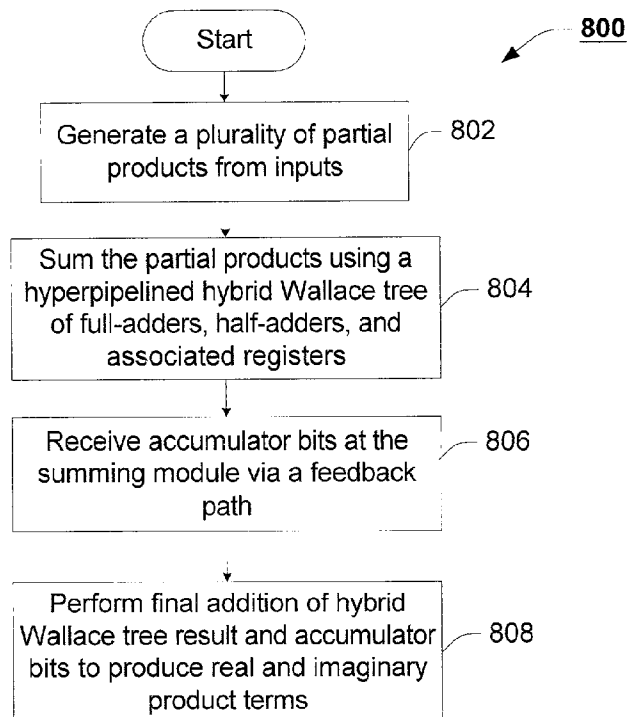 Start
800
Generate a plurality of partial
products from inputs
802
Sum the partial products using a
hyperpipelined hybrid Wallace tree
of full-adders, half-adders, and
associated registers
804
Receive accumulator bits at the
summing module via a feedback
path
806
Perform final addition of hybrid
Wallace tree result and accumulator
bits to produce real and imaginary
product terms
808